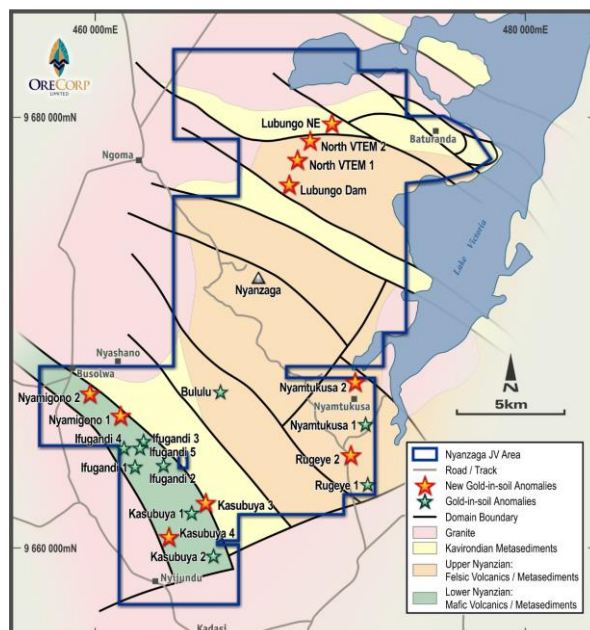 460 000mE
480 000mE
ORECORP
LIMITED
9 680 000mN
Lubungo NE
Baturanda
North VTEM 2
Ngoma
North VTEM 1
Lubungo Dam
Lake Victoria
Nyanzaga
Nyashano
Busolwa
N
5km
Nyamigono 2
Bululu
Nyamtukusa 2
Nyamtukusa
Nyamigono 1
Nyamtukusa 1
Ifugandi 4
Ifugandi 3
Ifugandi 5
Ifugandi 1
Ifugandi 2
Rugeye 2
Rugeye 1
Kasubuya 3
Kasubuya 1
Kasubuya 4
9 660 000mN
Kasubuya 2
Nyijundu
Kadasi
Nyanzaga JV Area
Road / Track
New Gold-in-soil Anomalies
Gold-in-soil Anomalies
Domain Boundary
Granite
Kavirondian Metasediments
Upper Nyanzian:
Felsic Volcanics / Metasediments
Lower Nyanzian:
Mafic Volcanics / Metasediments